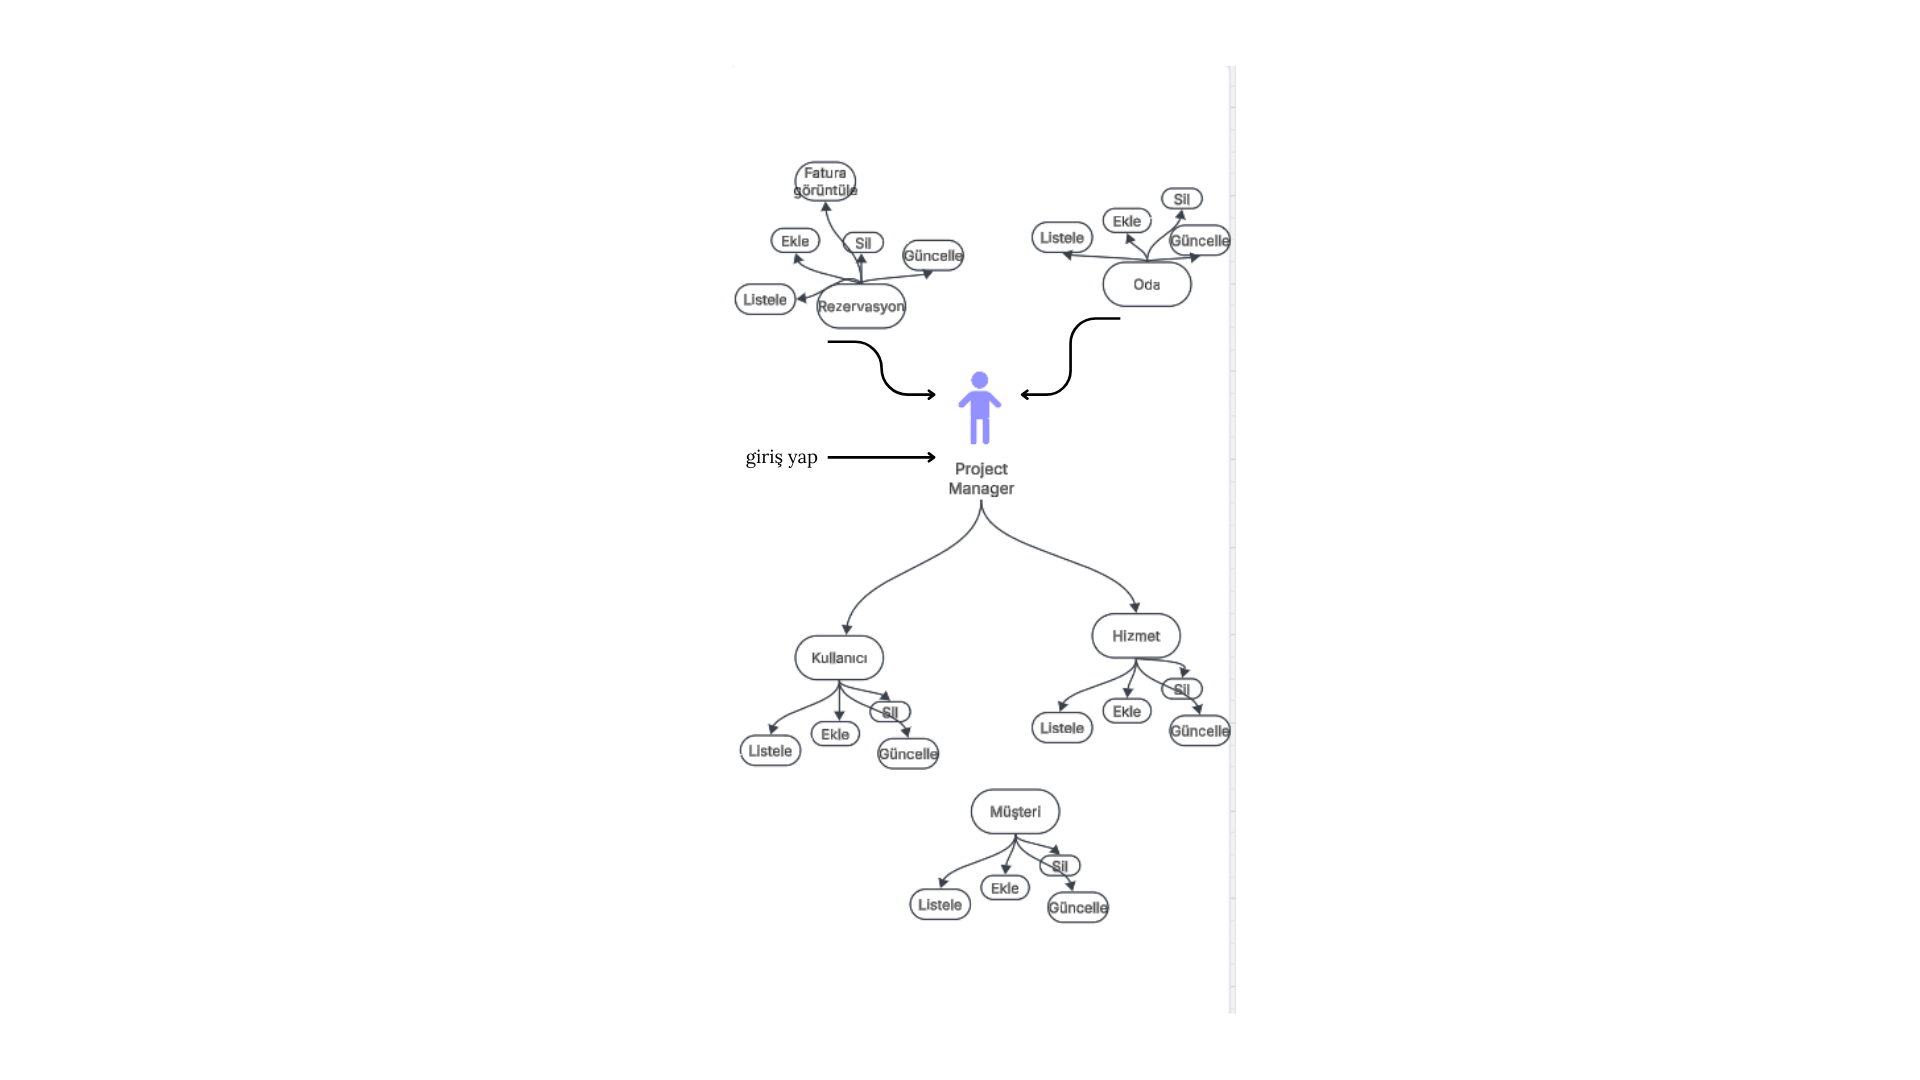 Fatura
görüntüle
Ekle
Sil
Güncelle
Listele
Rezervasyon
Sil
Ekle
Listele
Güncelle
Oda
giriş yap
Project
Manager
Kullanıcı
Sil
Ekle
Listele
Güncelle
Hizmet
Sil
Ekle
Listele
Güncelle
Müşteri
Sil
Ekle
Listele
Güncelle